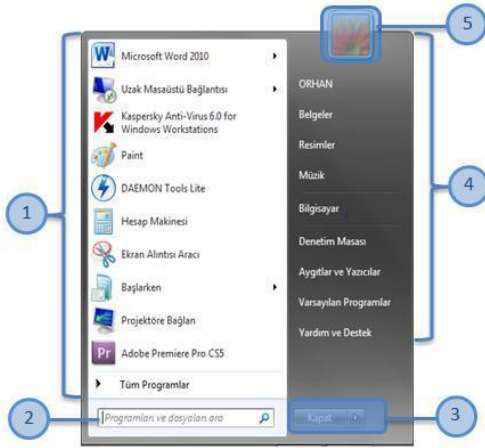 5
Microsoft Word 2010
Uzak Masaüstü Bağlantısı
Kaspersky Anti-Virus 6.0 for
Windows Workstations
Paint
DAEMON Tools Lite
Hesap Makinesi
Ekran Alıntısı Aracı
Başlarken
Projektöre Bağlan
Pr Adobe Premiere Pro CS5
Tüm Programlar
Programları ve dosyaları ara
1
2
ORHAN
Belgeler
Resimler
Müzik
Bilgisayar
Denetim Masası
Aygıtlar ve Yazıcılar
Varsayılan Programlar
Yardım ve Destek
Kapat
4
3